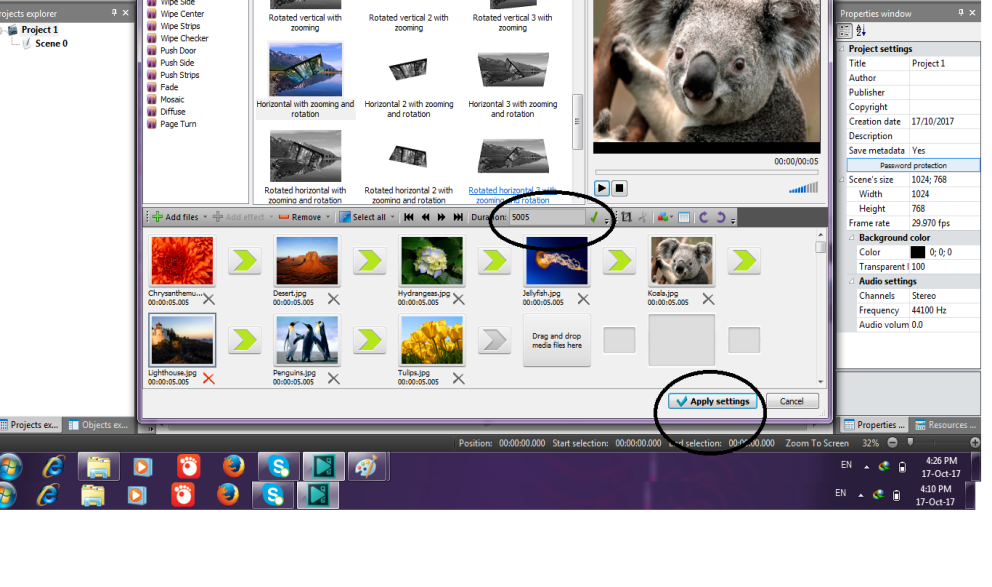 rojects explorer
Project 1
Scene 0
Wipe Side
Wipe Center
Wipe Strips
Wipe Checker
Push Door
Push Side
Push Strips
Fade
Mosaic
Diffuse
Page Turn
Rotated vertical with
zooming
Rotated vertical 2 with
zooming
Rotated vertical 3 with
zooming
Horizontal with zooming and
rotation
Horizontal 2 with zooming
and rotation
Horizontal 3 with zooming
and rotation
Rotated horizontal with
zooming and rotation
Rotated horizontal 2 with
zooming and rotation
Rotated horizontal 3 with
zooming and rotation
00:00/00:05
Add files
Add effect
Remove
Select all
Duration: 5005
Chrysanthemu...
00:00:05.005
Desert.jpg
00:00:05.005
Hydrangeas.jpg
00:00:05.005
Jellyfish.jpg
00:00:05.005
Koala.jpg
00:00:05.005
Lighthouse.jpg
00:00:05.005
Penguins.jpg
00:00:05.005
Tulips.jpg
00:00:05.005
Drag and drop
media files here
Apply settings
Cancel
Properties window
Project settings
Title Project 1
Author
Publisher
Copyright
Creation date 17/10/2017
Description
Save metadata Yes
Password protection
Scene's size 1024; 768
Width 1024
Height 768
Frame rate 29.970 fps
Background color
Color 0; 0; 0
Transparent l 100
Audio settings
Channels Stereo
Frequency 44100 Hz
Audio volum 0.0
Projects ex...
Objects ex...
Properties ...
Resources ...
Position: 00:00:00.000 Start selection: 00:00:00.000 End selection: 00:00:00.000 Zoom To Screen 32%
EN 4:26 PM
17-Oct-17
EN 4:10 PM
17-Oct-17